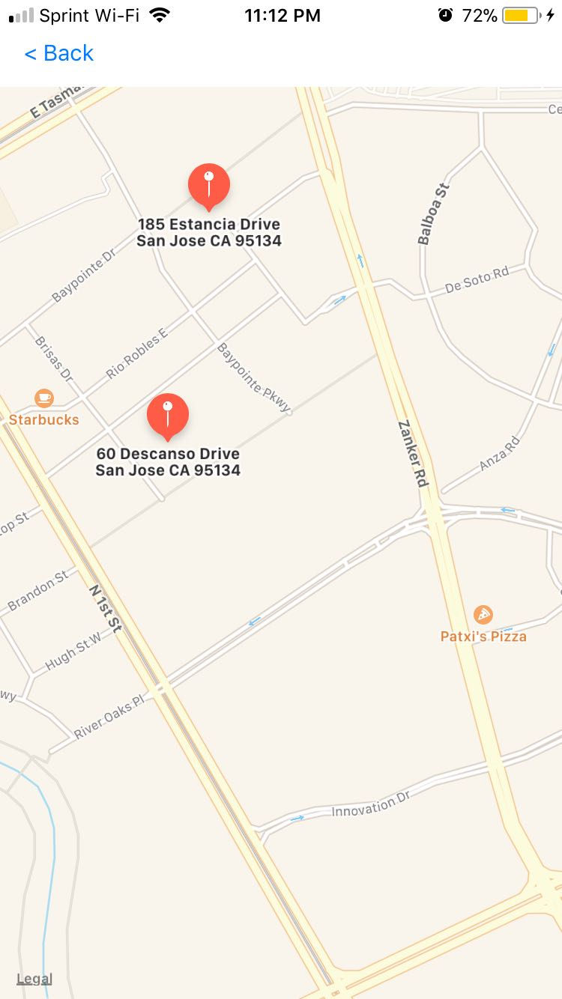 Sprint Wi-Fi 11:12 PM 72%
< Back
E Tasma
Ce
185 Estancia Drive
San Jose CA 95134
Balboa St
Baypointe Dr
De Soto Rd
Rio Robles E
Brisas Dr
Baypointe Pkwy
Starbucks
60 Descanso Drive
San Jose CA 95134
Zanker Rd
Anza Rd
op St
Brandon St
N 1st St
Hugh St W
Patxi's Pizza
wy
River Oaks Pl
Innovation Dr
Legal